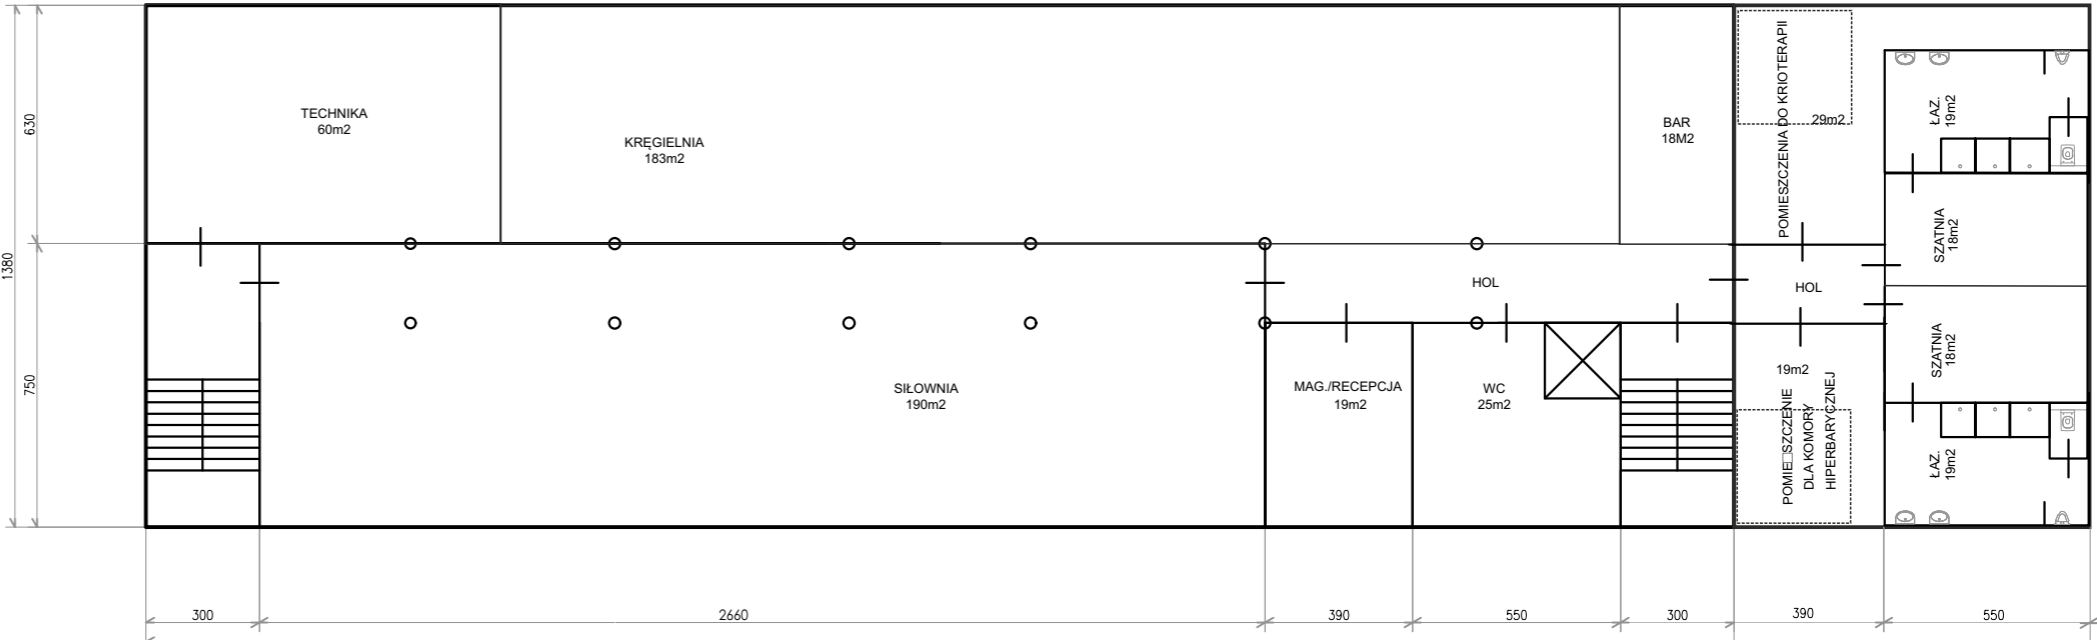 TECHNIKA
60m2
KRĘGIELNIA
183m2
BAR
18M2
POMIESZCZENIA DO KRIOTERAPII
29m2
ŁAZ.
19m2
SZATNIA
18m2
HOL
HOL
SZATNIA
18m2
SIŁOWNIA
190m2
MAG./RECEPCJA
19m2
WC
25m2
19m2
POMIE□SZCZENIE
DLA KOMORY
HIPERBARYCZNEJ
ŁAZ.
19m2
630
1380
750
300
2660
390
550
300
390
550